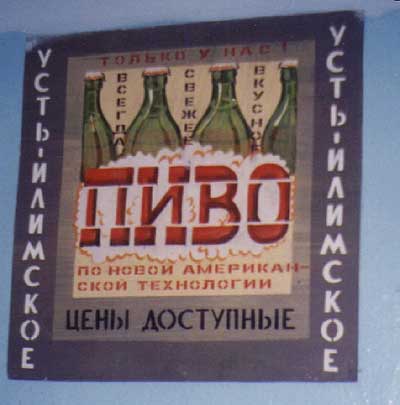 ТОЛЬКО У НАС!
УСТЬ-ИЛИМСКОЕ
ВСЕГДА
СВЕЖЕЕ
ВКУСНОЕ
УСТЬ-ИЛИМСКОЕ
ПИВО
ПО НОВОЙ АМЕРИКАН-
СКОЙ ТЕХНОЛОГИИ
ЦЕНЫ ДОСТУПНЫЕ